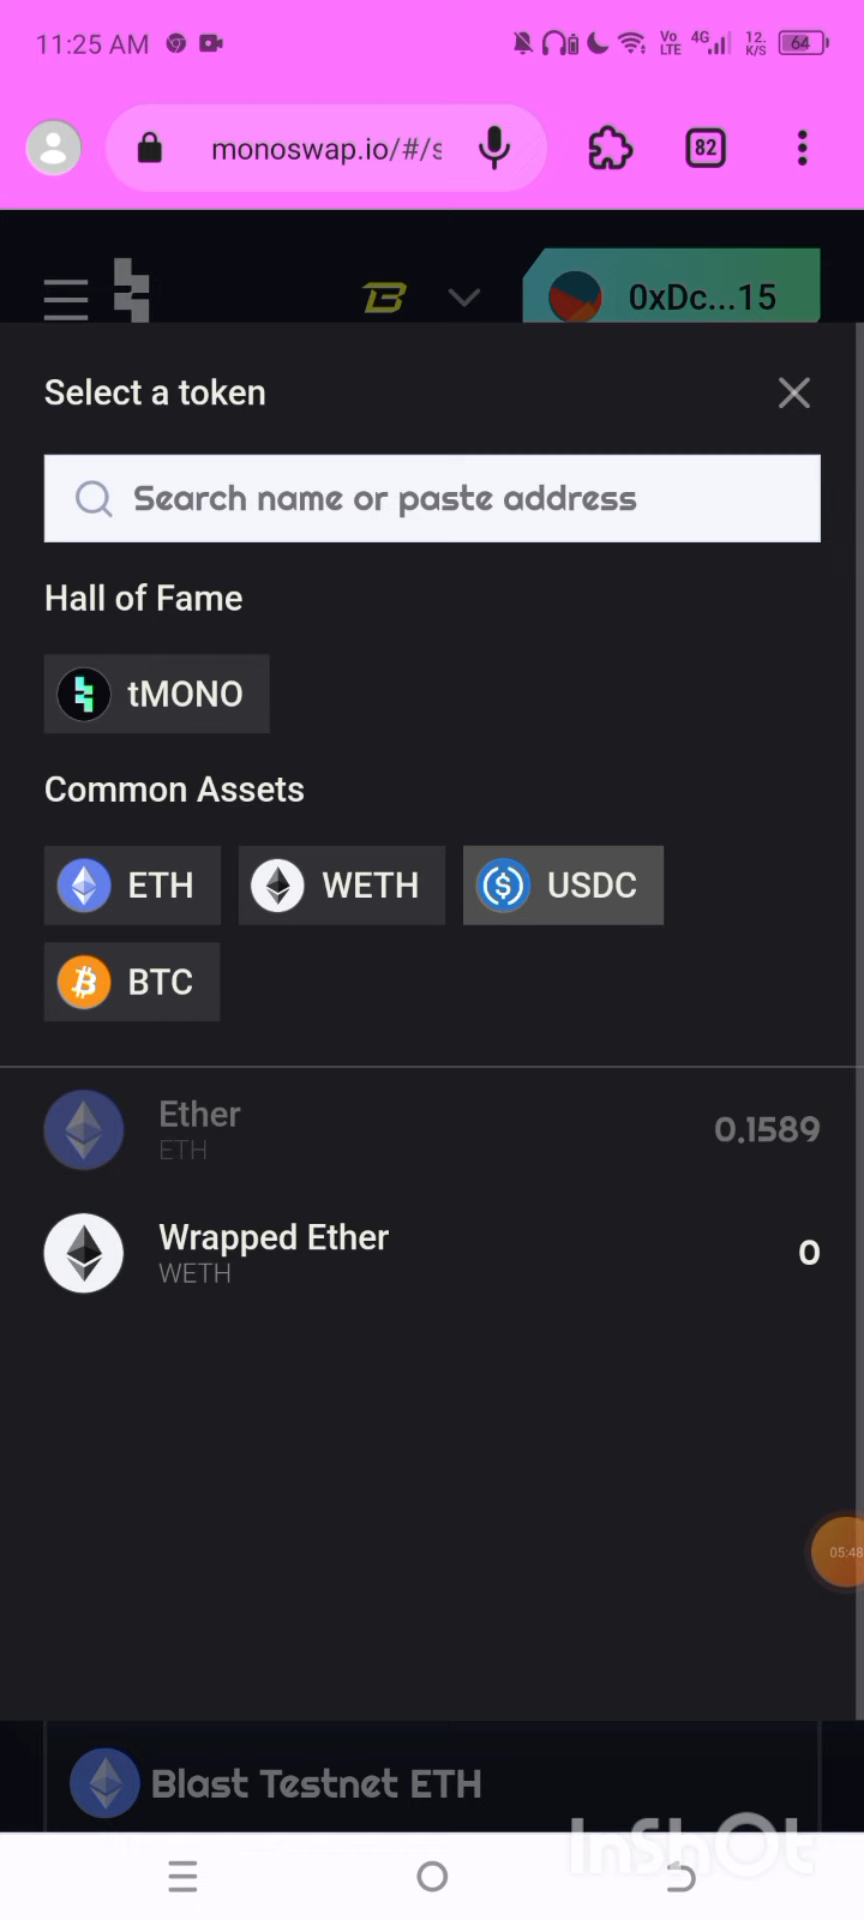 11:25 AM
Vo LTE 4G 12. K/S 64
monoswap.io/#/s
82
0xDc...15
Select a token
Search name or paste address
Hall of Fame
tMONO
Common Assets
ETH WETH USDC
BTC
Ether
ETH
0.1589
Wrapped Ether
WETH
0
05:48
Blast Testnet ETH
InShOt